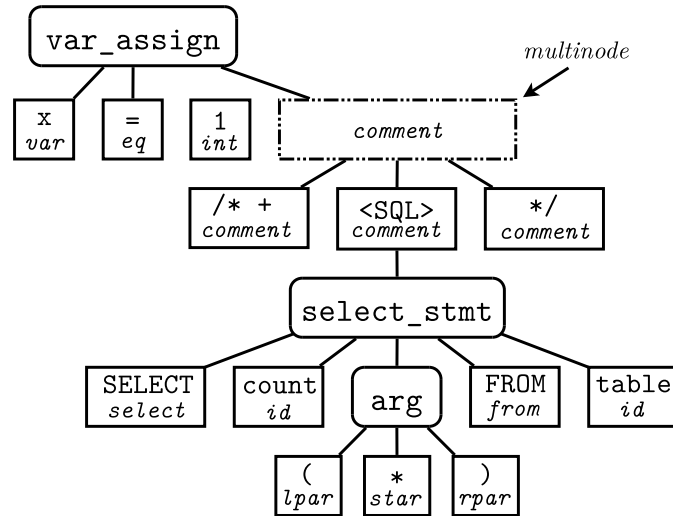 var_assign
multinode
x
var
=
eq
1
int
comment
/* +
comment
<SQL>
comment
*/
comment
select_stmt
SELECT
select
count
id
arg
FROM
from
table
id
(
lpar
*
star
)
rpar